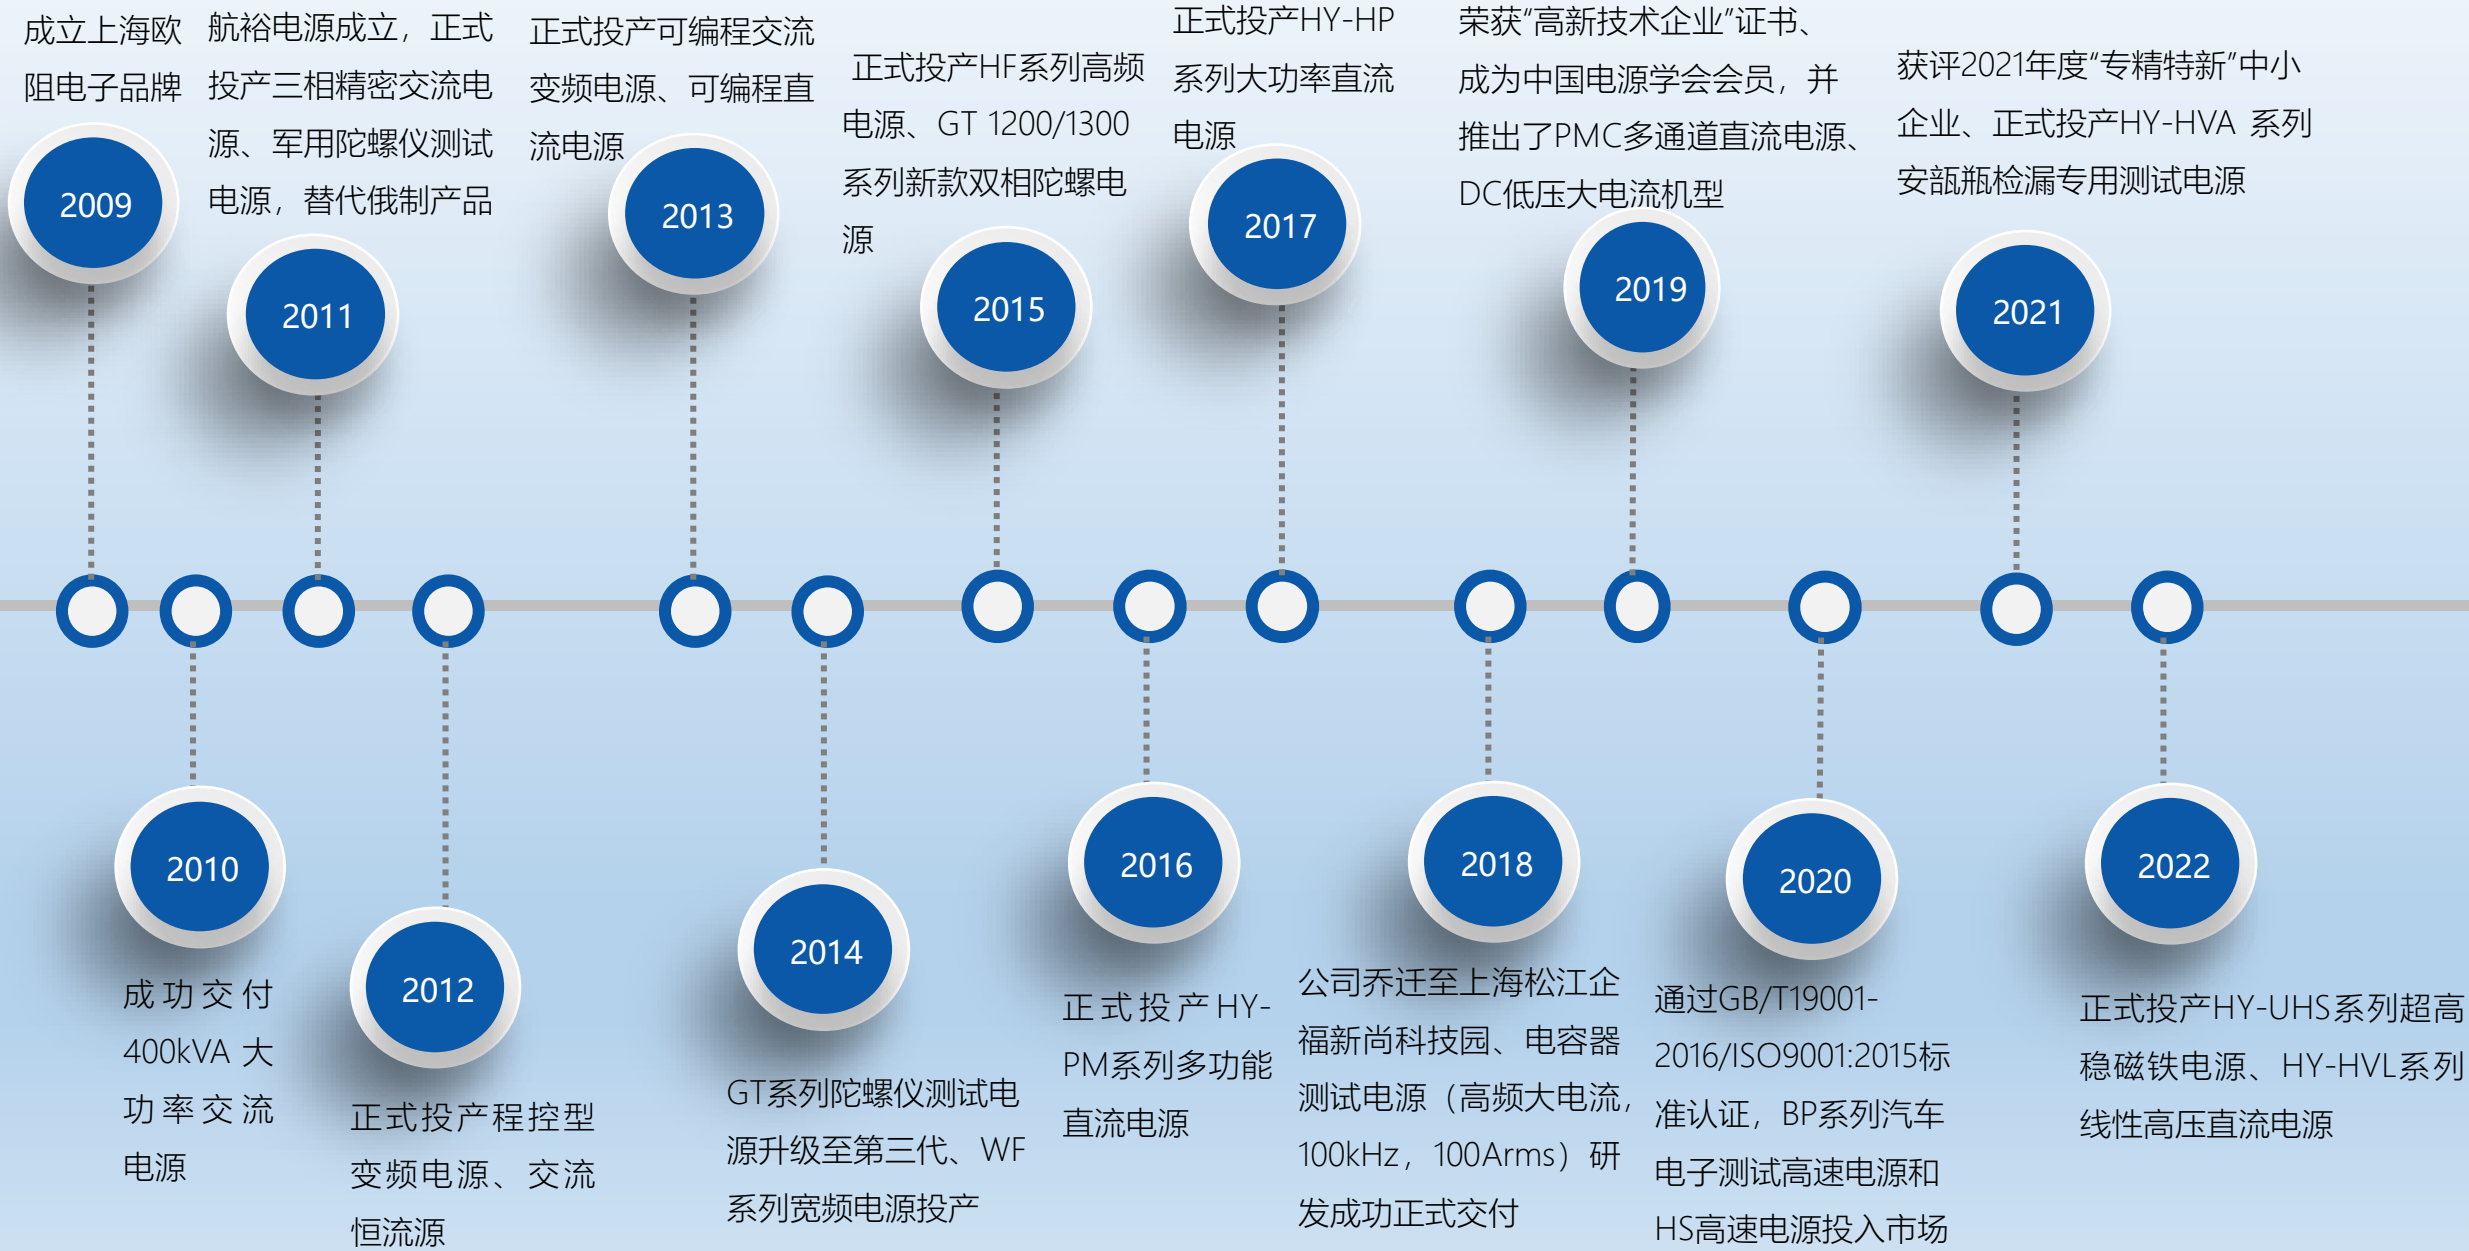 成立上海欧
阻电子品牌
2009
航裕电源成立，正式
投产三相精密交流电
源、军用陀螺仪测试
电源，替代俄制产品
2011
正式投产可编程交流
变频电源、可编程直
流电源
2013
正式投产HF系列高频
电源、GT 1200/1300
系列新款双相陀螺电
源
2015
正式投产HY-HP
系列大功率直流
电源
2017
荣获“高新技术企业”证书、
成为中国电源学会会员，并
推出了PMC多通道直流电源、
DC低压大电流机型
2019
获评2021年度“专精特新”中小
企业、正式投产HY-HVA 系列
安瓿瓶检漏专用测试电源
2021
2010
成功交付
400kVA 大
功率交流
电源
2012
正式投产程控型
变频电源、交流
恒流源
2014
GT系列陀螺仪测试电
源升级至第三代、WF
系列宽频电源投产
2016
正式投产HY-
PM系列多功能
直流电源
2018
公司乔迁至上海松江企
福新尚科技园、电容器
测试电源（高频大电流，
100kHz，100Arms）研
发成功正式交付
2020
通过GB/T19001-
2016/ISO9001:2015标
准认证，BP系列汽车
电子测试高速电源和
HS高速电源投入市场
2022
正式投产HY-UHS系列超高
稳磁铁电源、HY-HVL系列
线性高压直流电源